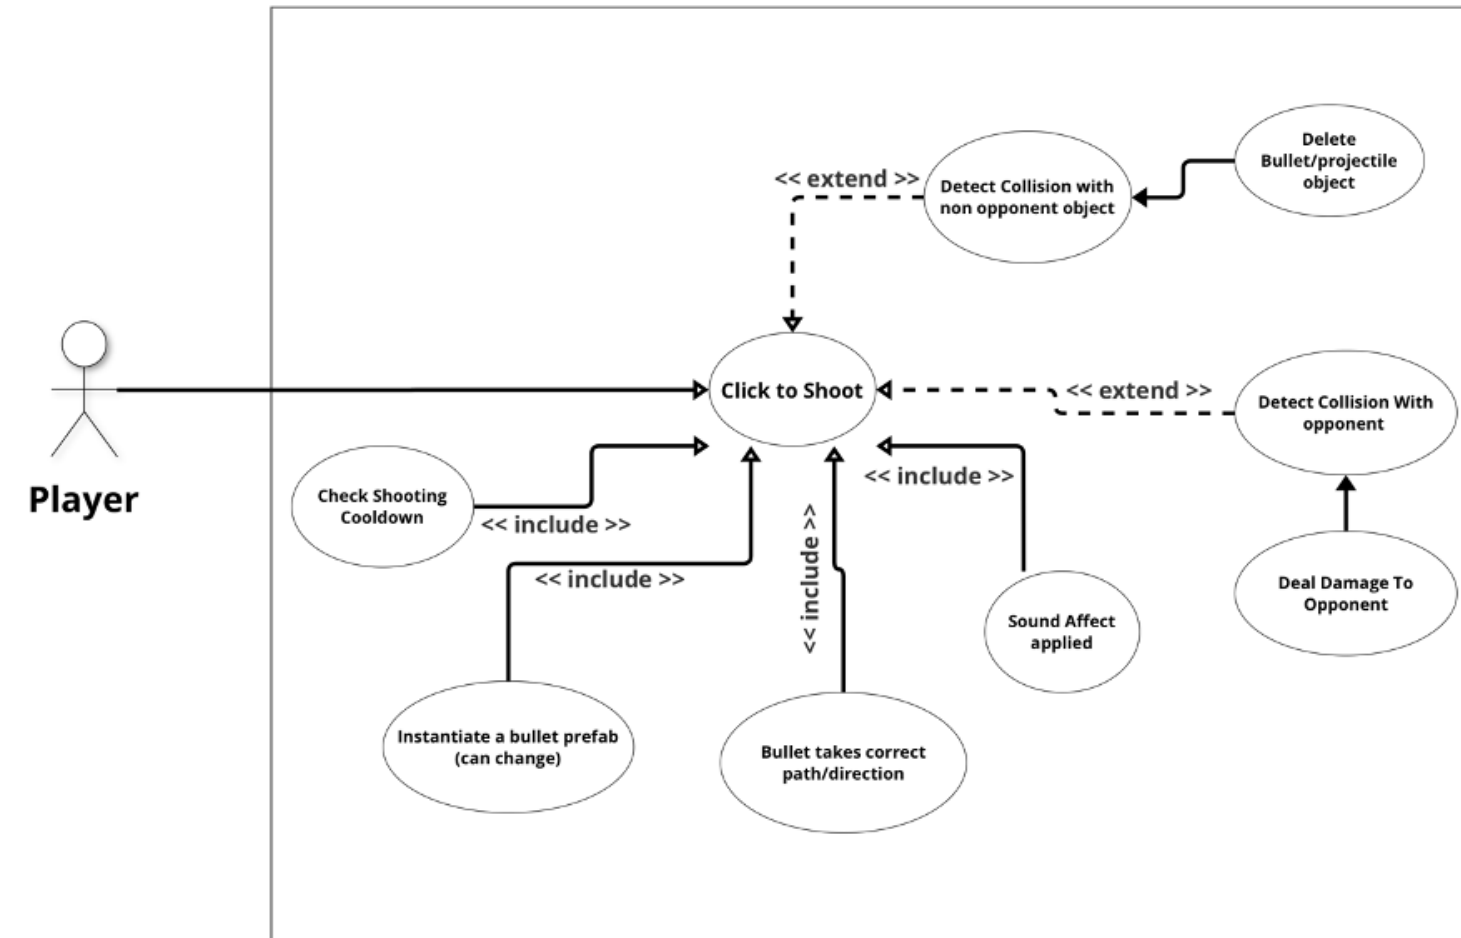 Delete
Bullet/projectile
object
<< extend >>
Detect Collision with
non opponent object
Click to Shoot
<< extend >>
Detect Collision With
opponent
Player
Check Shooting
Cooldown
<< include >>
<< include >>
<< include >>
<< include >>
Sound Affect
applied
Deal Damage To
Opponent
Instantiate a bullet prefab
(can change)
Bullet takes correct
path/direction